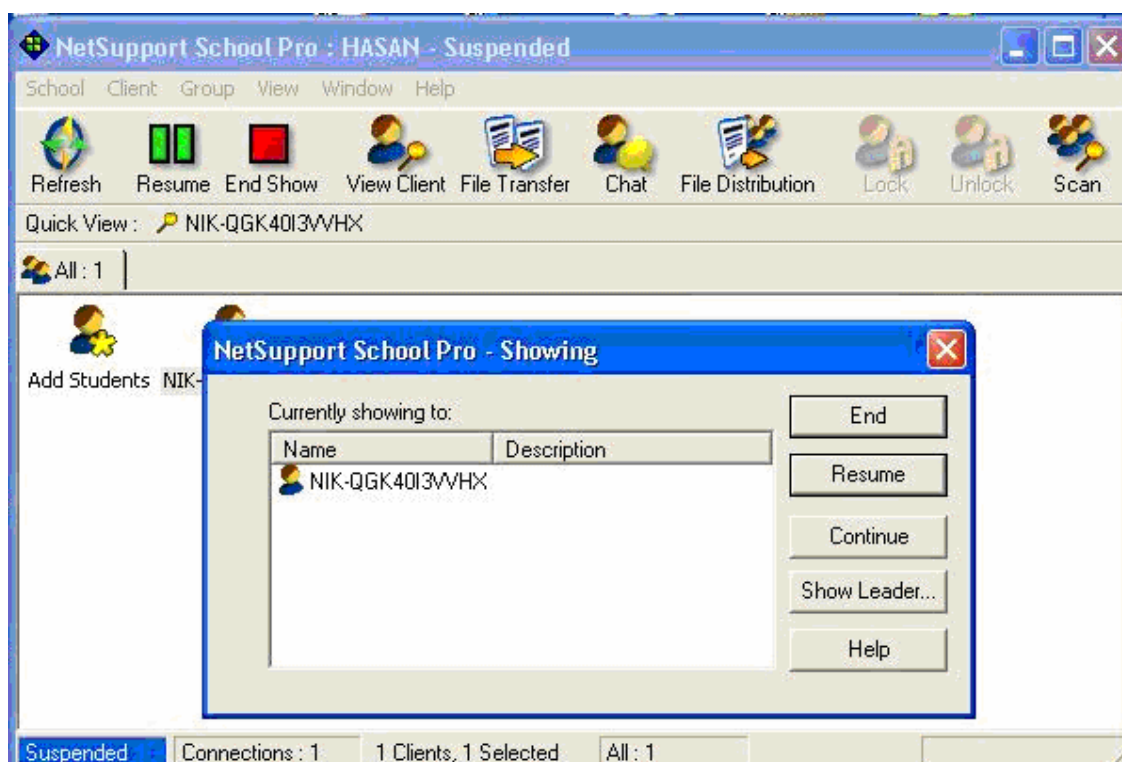 NetSupport School Pro : HASAN - Suspended
School Client Group View Window Help
Refresh Resume End Show View Client File Transfer Chat File Distribution Lock Unlock Scan
Quick View : NIK-QGK40I3VVHX
All : 1
Add Students NIK-
NetSupport School Pro - Showing
Currently showing to:
Name Description
NIK-QGK40I3VVHX
End
Resume
Continue
Show Leader...
Help
Suspended Connections : 1 1 Clients, 1 Selected All : 1